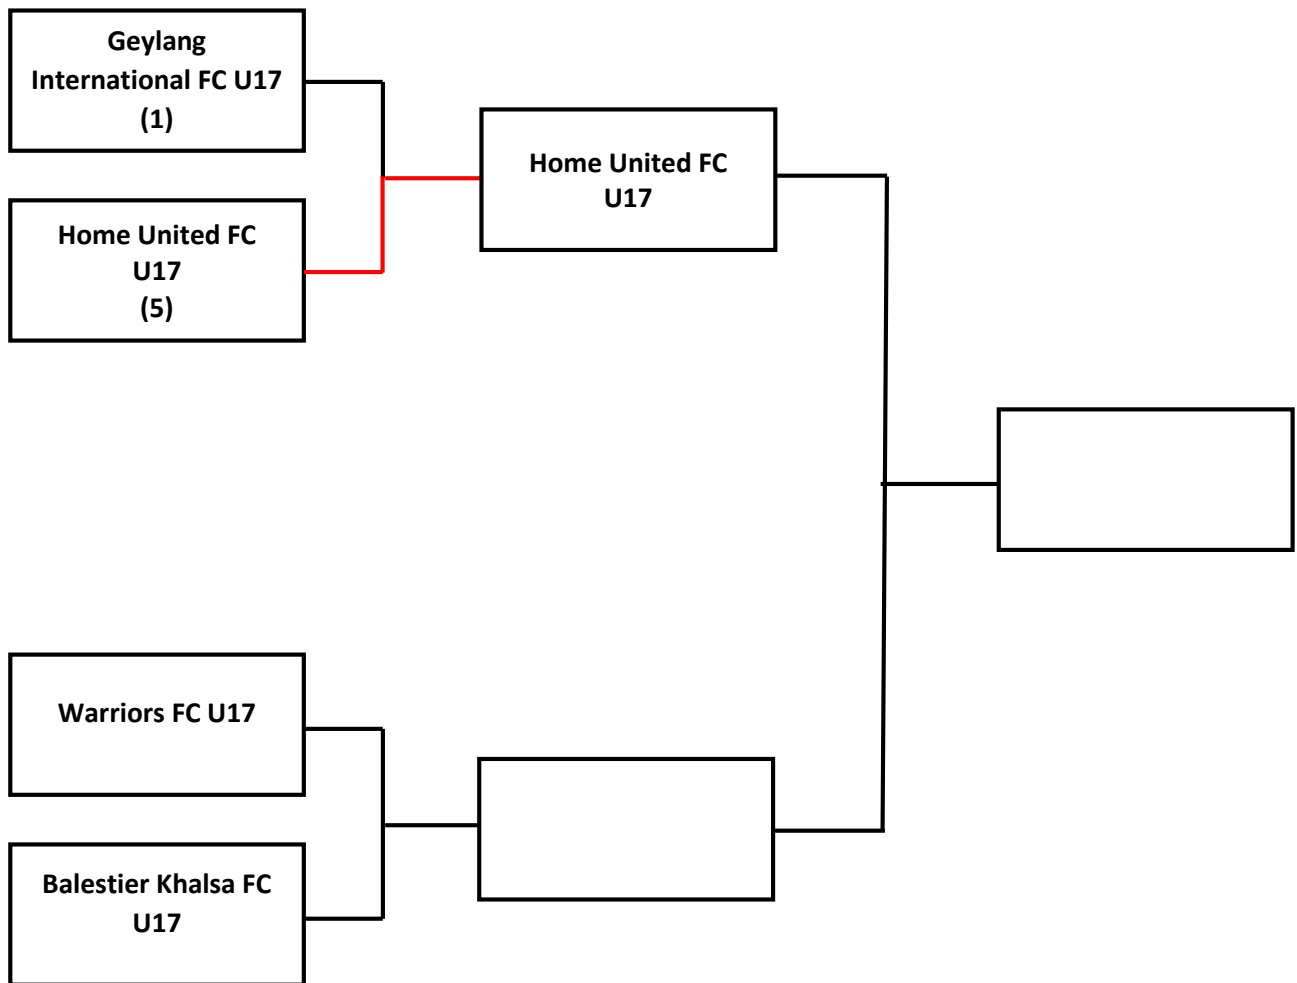 Geylang
International FC U17
(1)
Home United FC
U17
(5)
Home United FC
U17
Warriors FC U17
Balestier Khalsa FC
U17